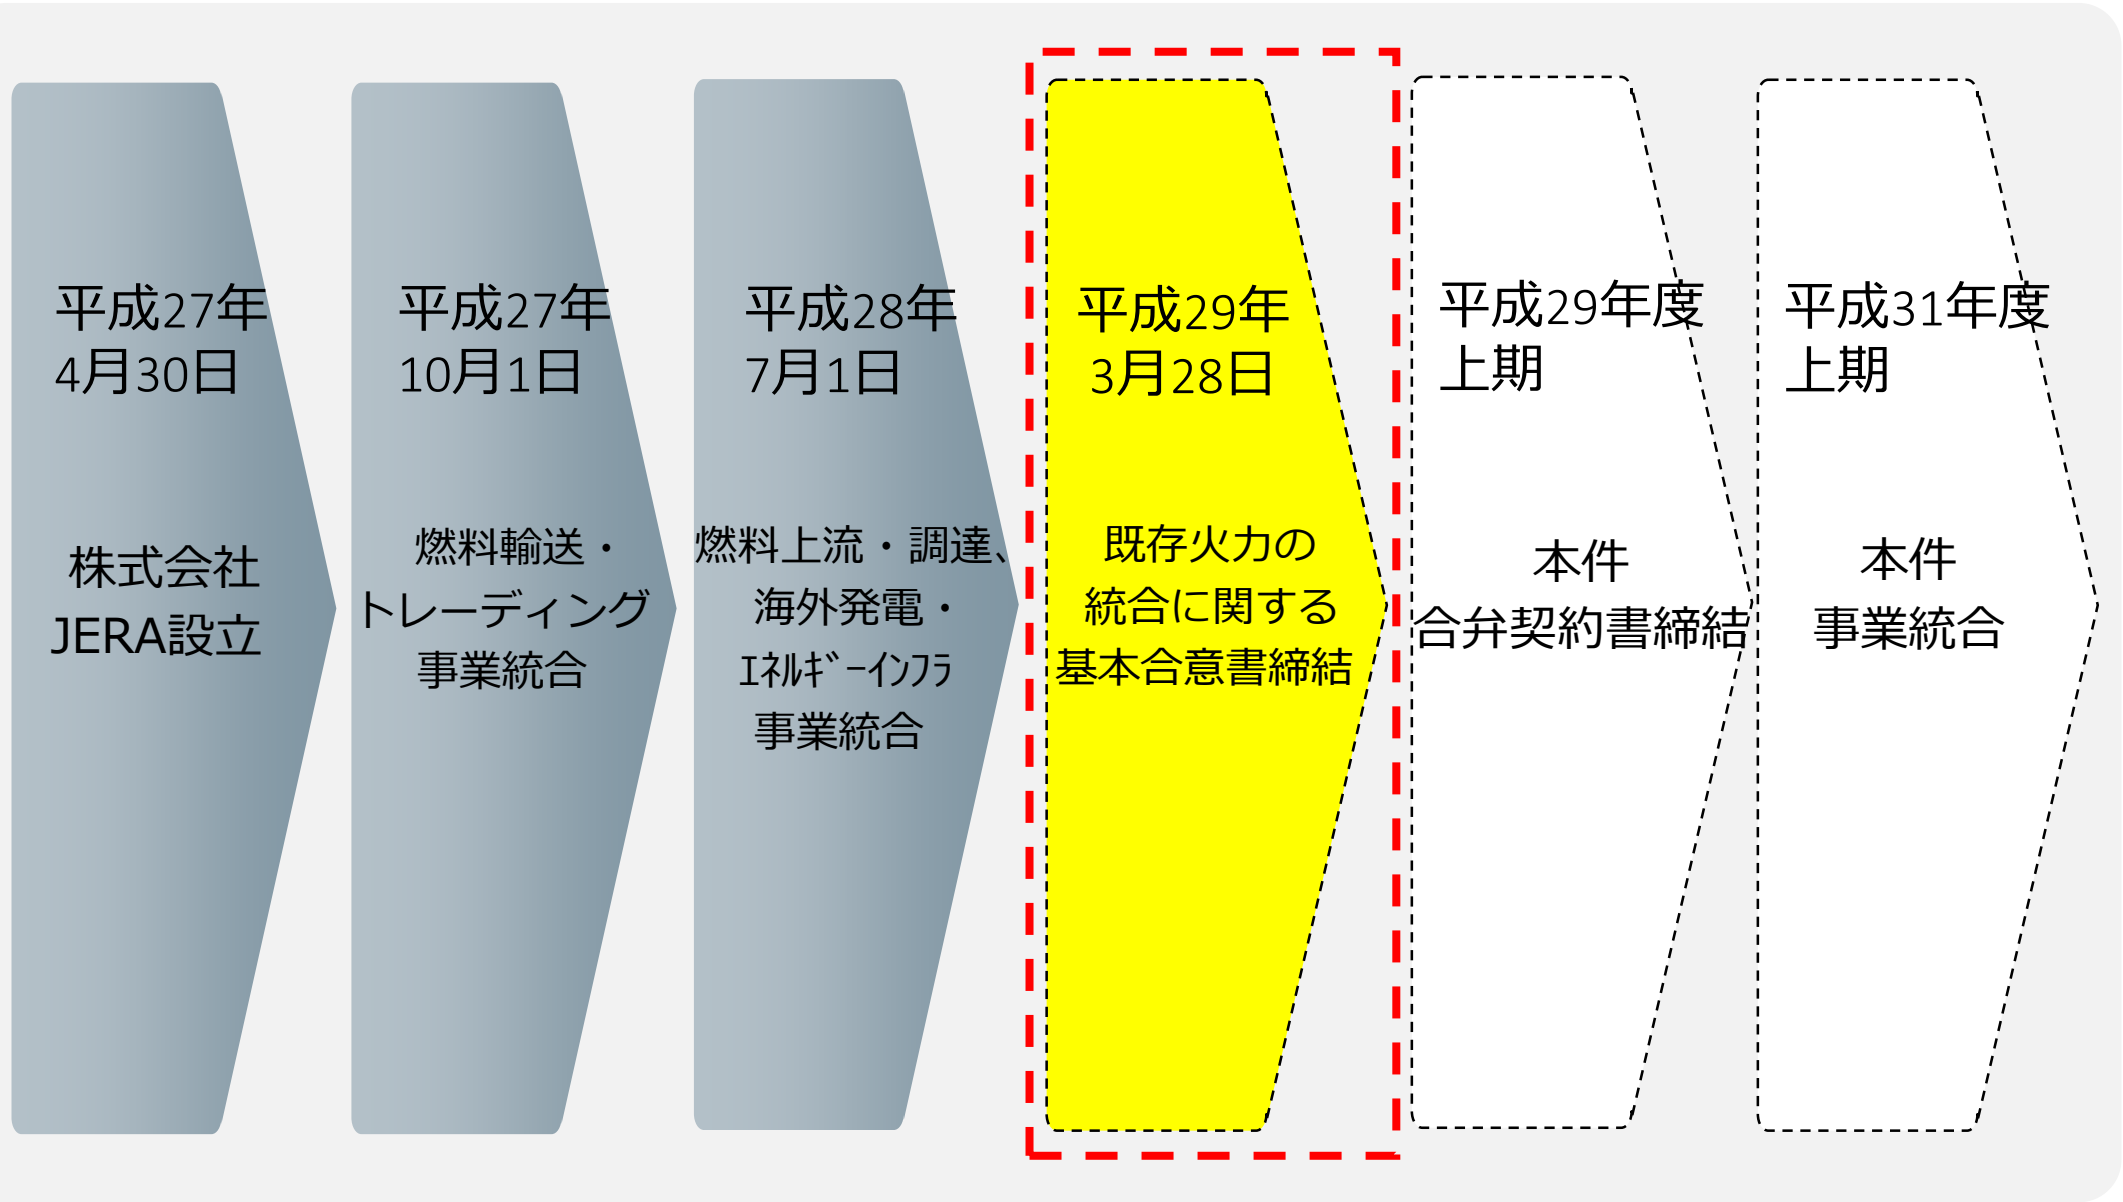 平成27年
4月30日
株式会社
JERA設立
平成27年
10月1日
燃料輸送・
トレーディング
事業統合
平成28年
7月1日
燃料上流・調達、
海外発電・
ｴﾈﾙｷﾞｰｲﾝﾌﾗ
事業統合
平成29年
3月28日
既存火力の
統合に関する
基本合意書締結
平成29年度
上期
本件
合弁契約書締結
平成31年度
上期
本件
事業統合